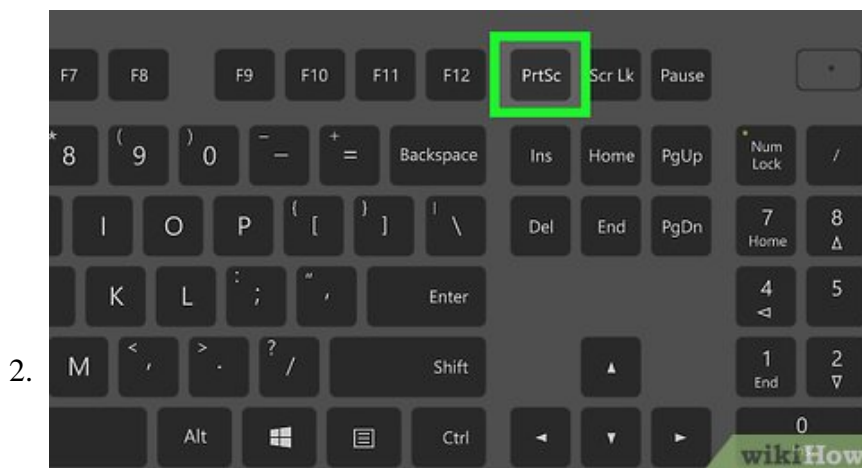 F7 F8 F9 F10 F11 F12 PrtSc Scr Lk Pause
* 8 ( 9 ) 0 – — + = Backspace Ins Home PgUp Num Lock /
I O P { [ } ] | \ Del End PgDn 7 Home 8 Δ
K L : ; " , Enter 4 ◅ 5
2. M < , > . ? / Shift ▲ 1 End 2 ∇
Alt Ctrl ◄ ▼ ► 0
wikiHow